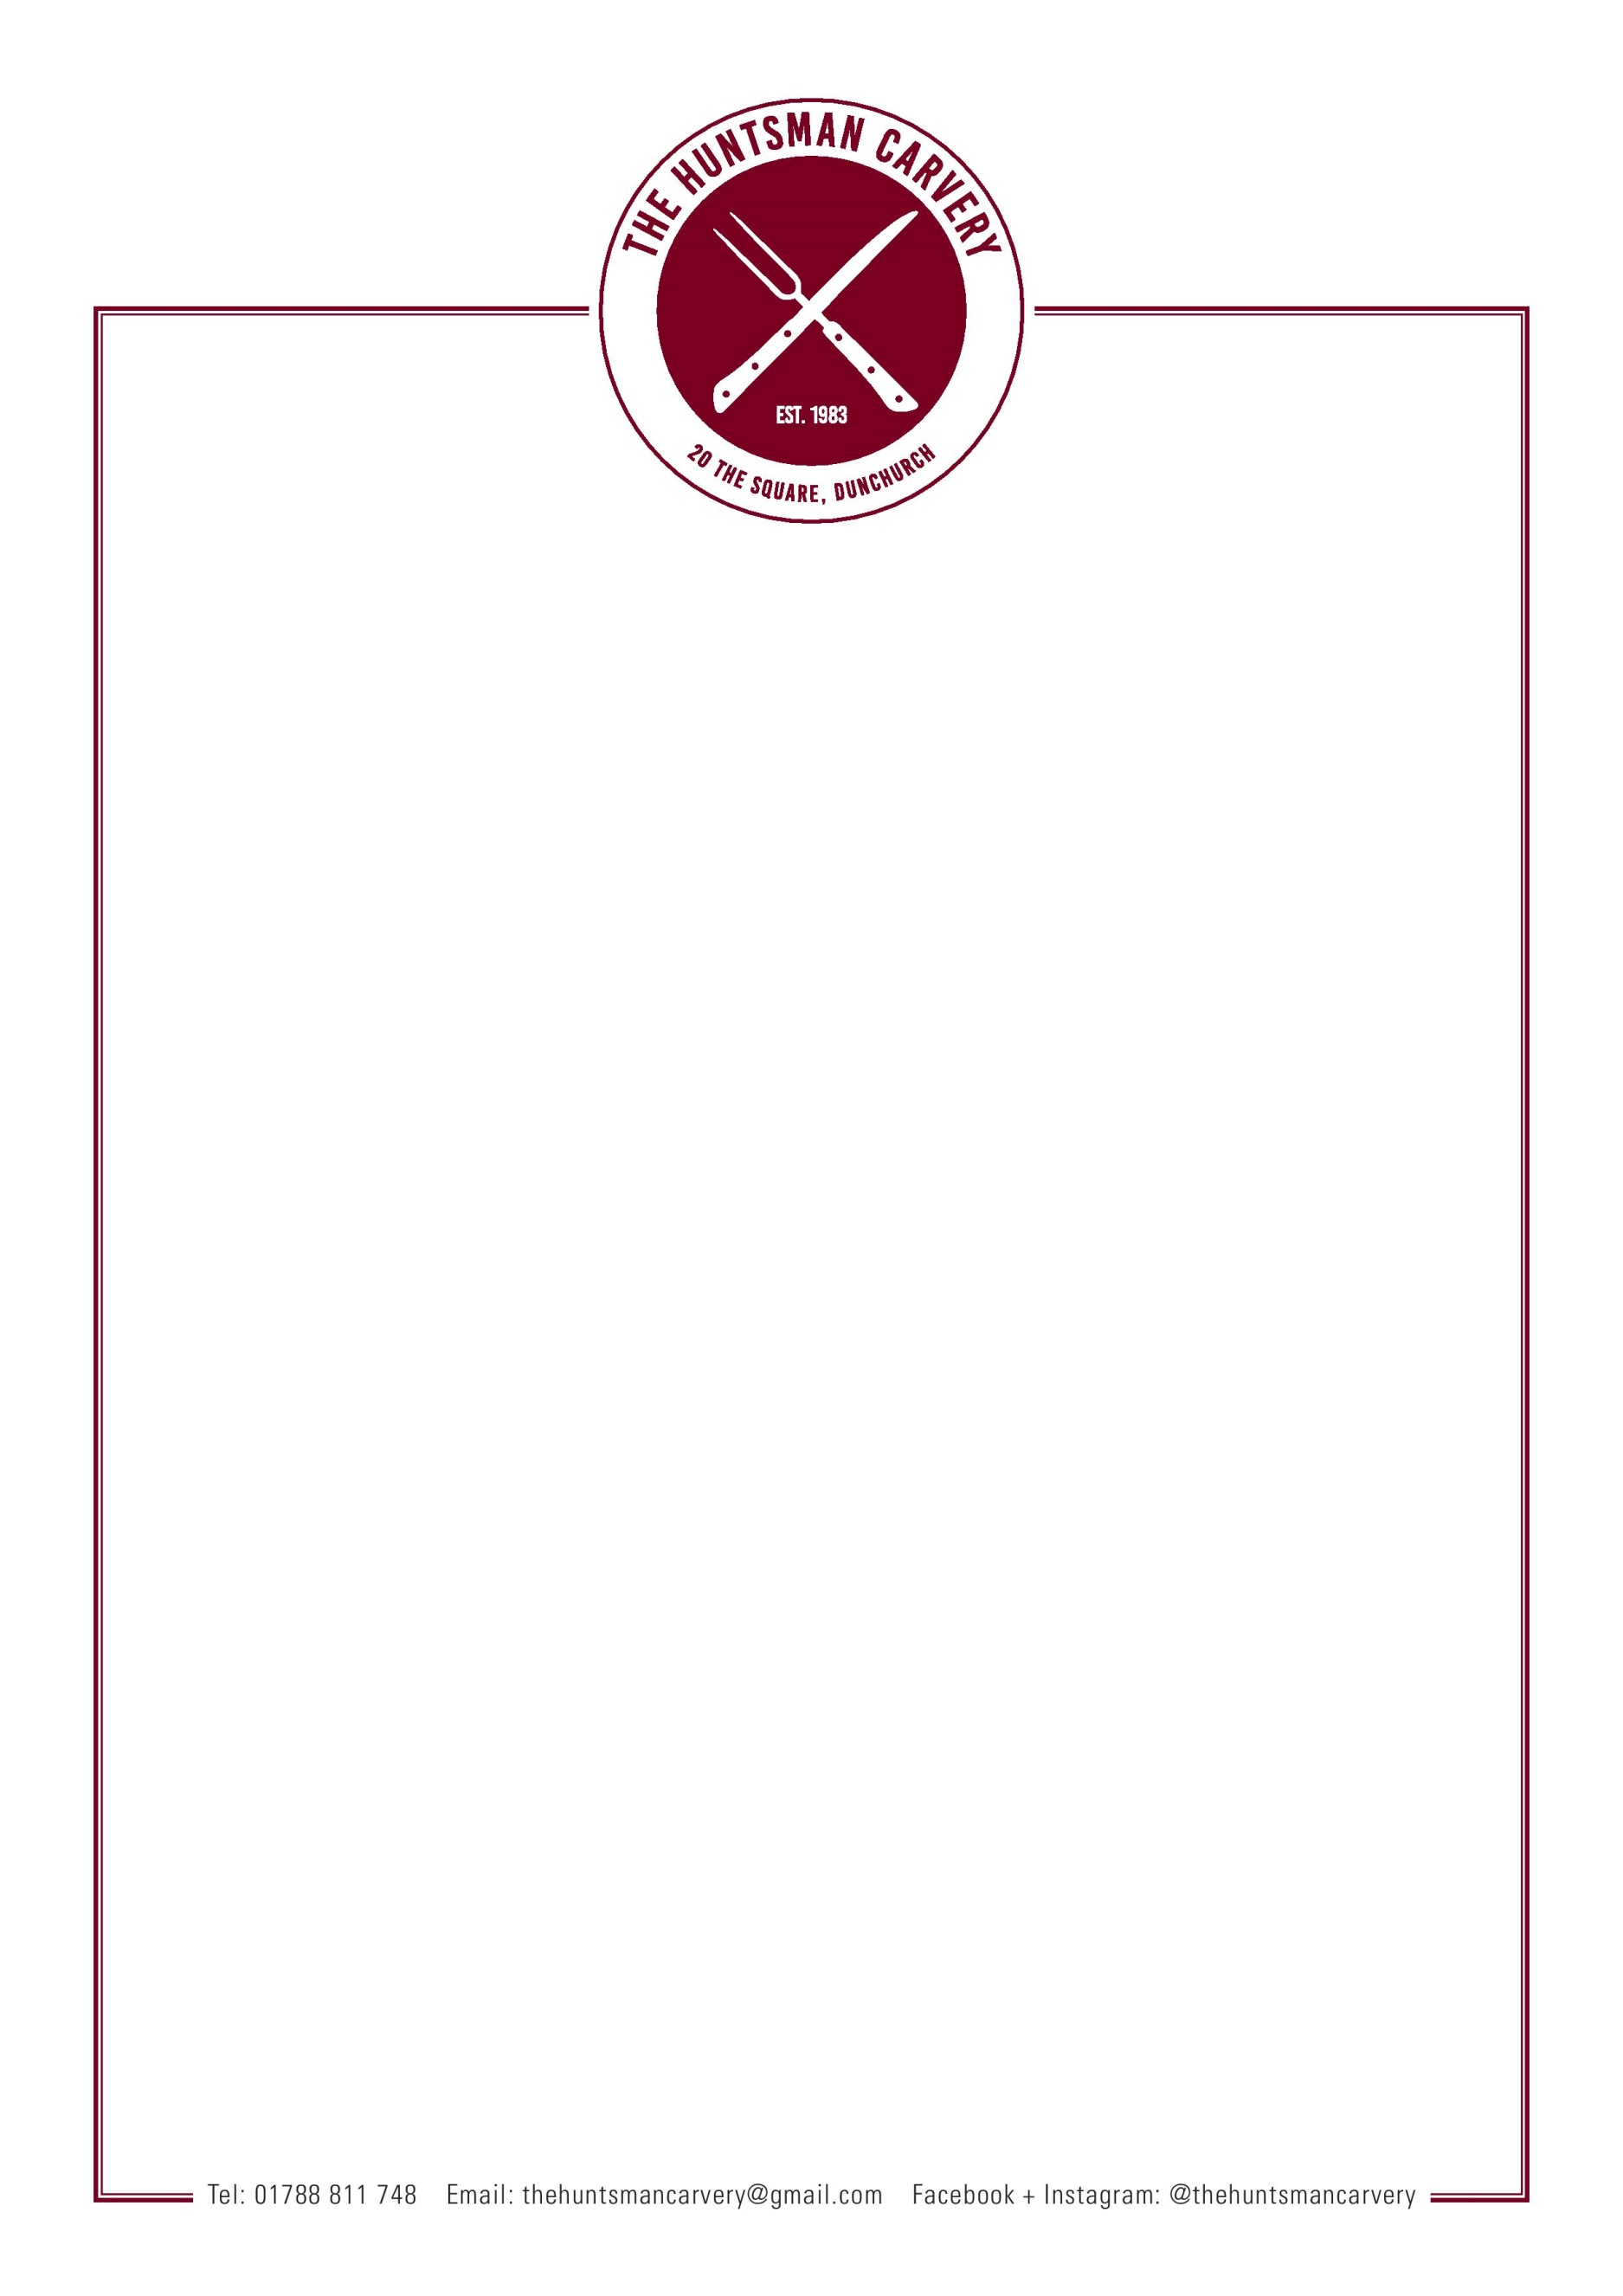 THE HUNTSMAN CARVERY
EST. 1983
20 THE SQUARE, DUNCHURCH
Tel: 01788 811 748 Email: thehuntsmancarvery@gmail.com Facebook + Instagram: @thehuntsmancarvery